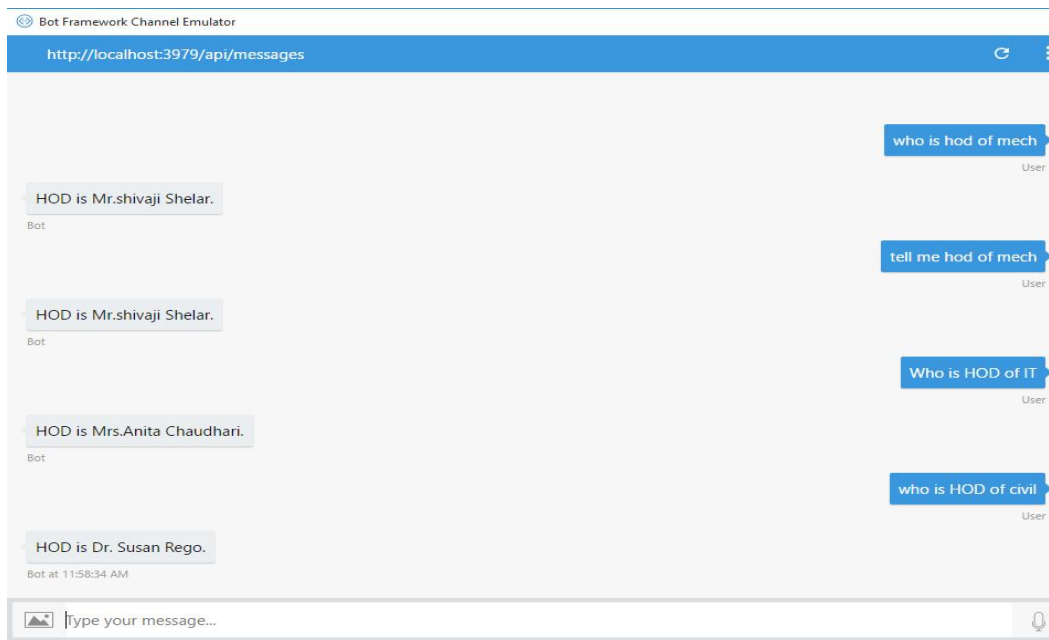 Bot Framework Channel Emulator
http://localhost:3979/api/messages
who is hod of mech
User
HOD is Mr.shivaji Shelar.
Bot
tell me hod of mech
User
HOD is Mr.shivaji Shelar.
Bot
Who is HOD of IT
User
HOD is Mrs.Anita Chaudhari.
Bot
who is HOD of civil
User
HOD is Dr. Susan Rego.
Bot at 11:58:34 AM
Type your message...